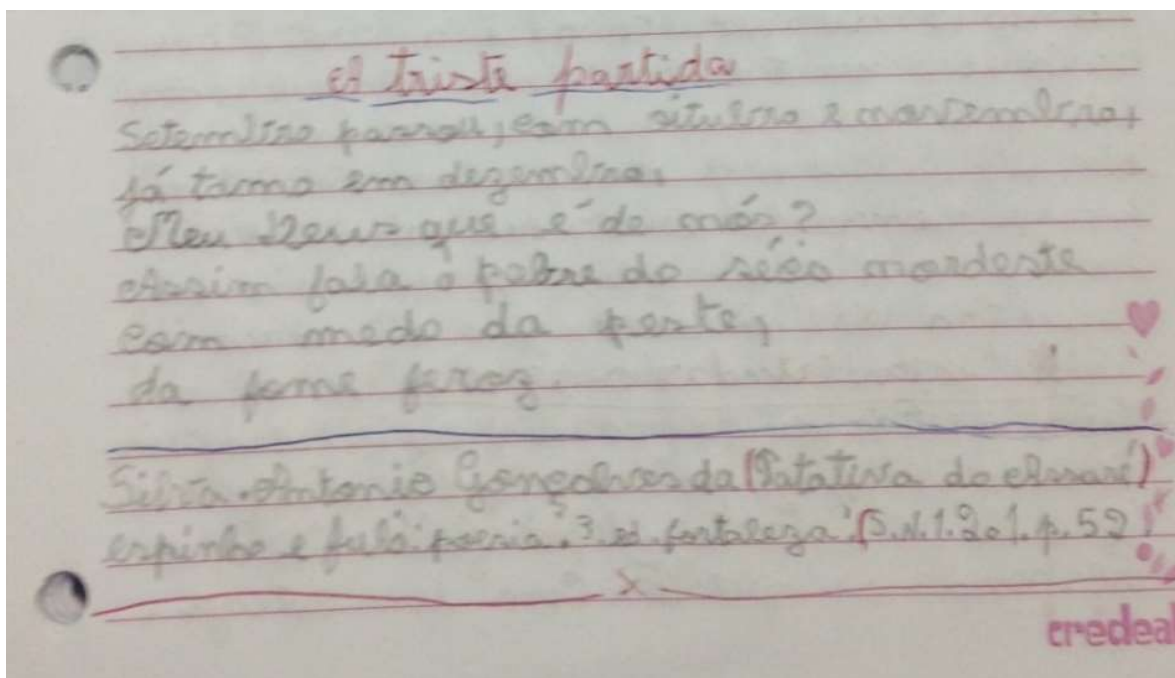 A triste partida
Setembro passou, com oitubro e novembro,
já tamo em dezembro.
Meu Deus que é de nós?
Assim fala o pobre do seco nordeste
com medo da peste,
da fome feroz
Silva. Antonio Gonçalves da (Patativa do Assaré)
espinho e fulô: poesia. 3 ed. fortaleza
credeal